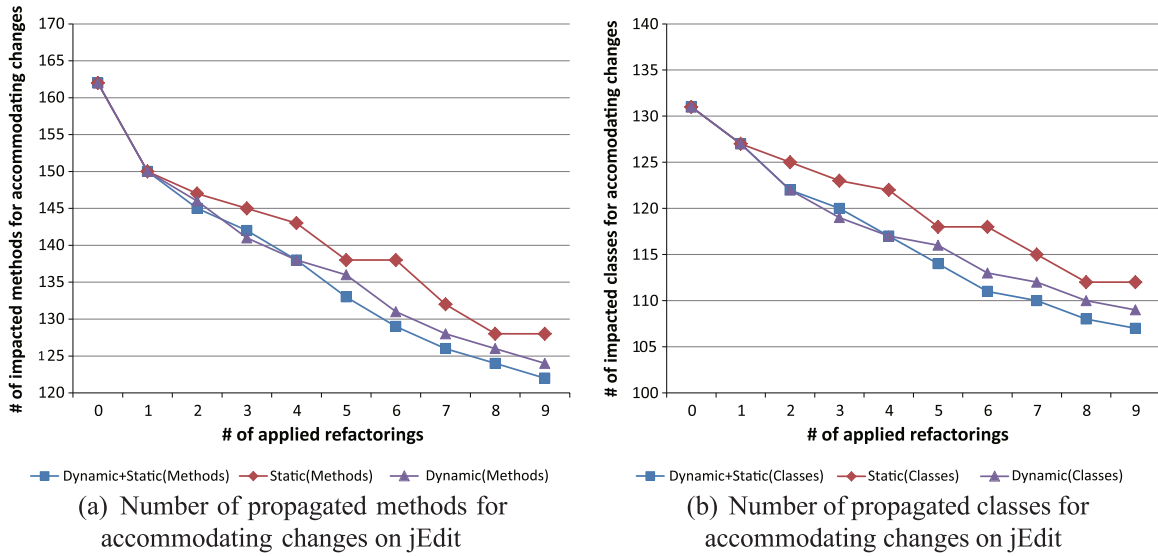 # of impacted methods for accommodating changes
170
165
160
155
150
145
140
135
130
125
120
0 1 2 3 4 5 6 7 8 9
# of applied refactorings
Dynamic+Static(Methods) Static(Methods) Dynamic(Methods)
(a) Number of propagated methods for
accommodating changes on jEdit
# of impacted classes for accomodating changes
140
135
130
125
120
115
110
105
100
0 1 2 3 4 5 6 7 8 9
# of applied refactorings
Dynamic+Static(Classes) Static(Classes) Dynamic(Classes)
(b) Number of propagated classes for
accommodating changes on jEdit